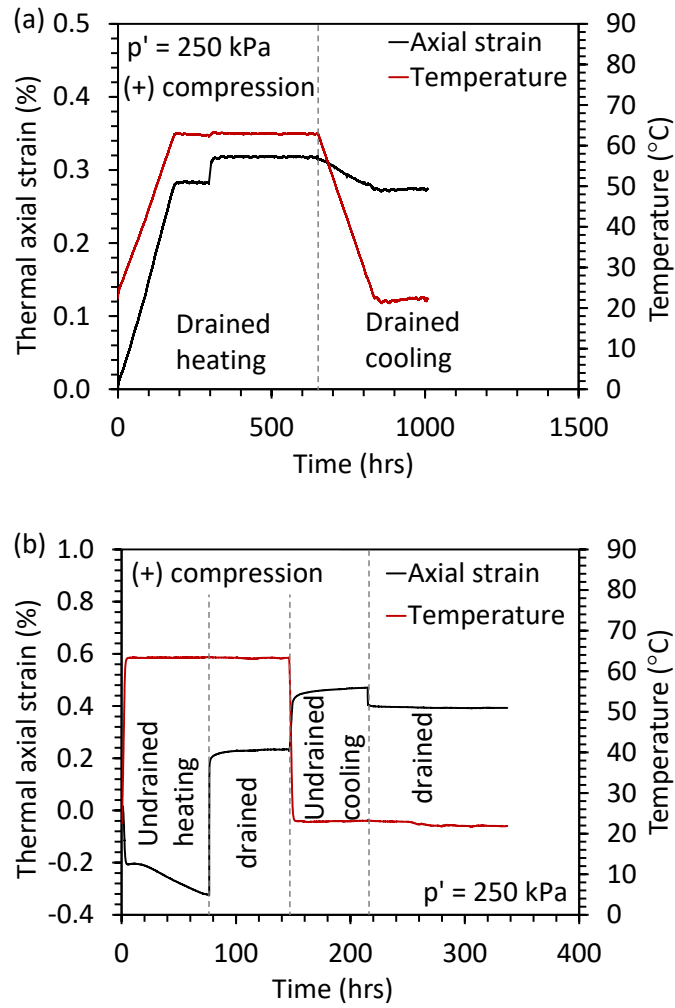 (a)
0.5
0.4
0.3
0.2
0.1
0.0
Thermal axial strain (%)
p' = 250 kPa
(+) compression
Axial strain
Temperature
Drained
heating
Drained
cooling
90
80
70
60
50
40
30
20
10
0
Temperature (°C)
0 500 1000 1500
Time (hrs)
(b)
1.0
0.8
0.6
0.4
0.2
0.0
-0.2
-0.4
Thermal axial strain (%)
(+) compression
Axial strain
Temperature
Undrained
heating
drained
Undrained
cooling
drained
p' = 250 kPa
90
80
70
60
50
40
30
20
10
0
Temperature (°C)
0 100 200 300 400
Time (hrs)